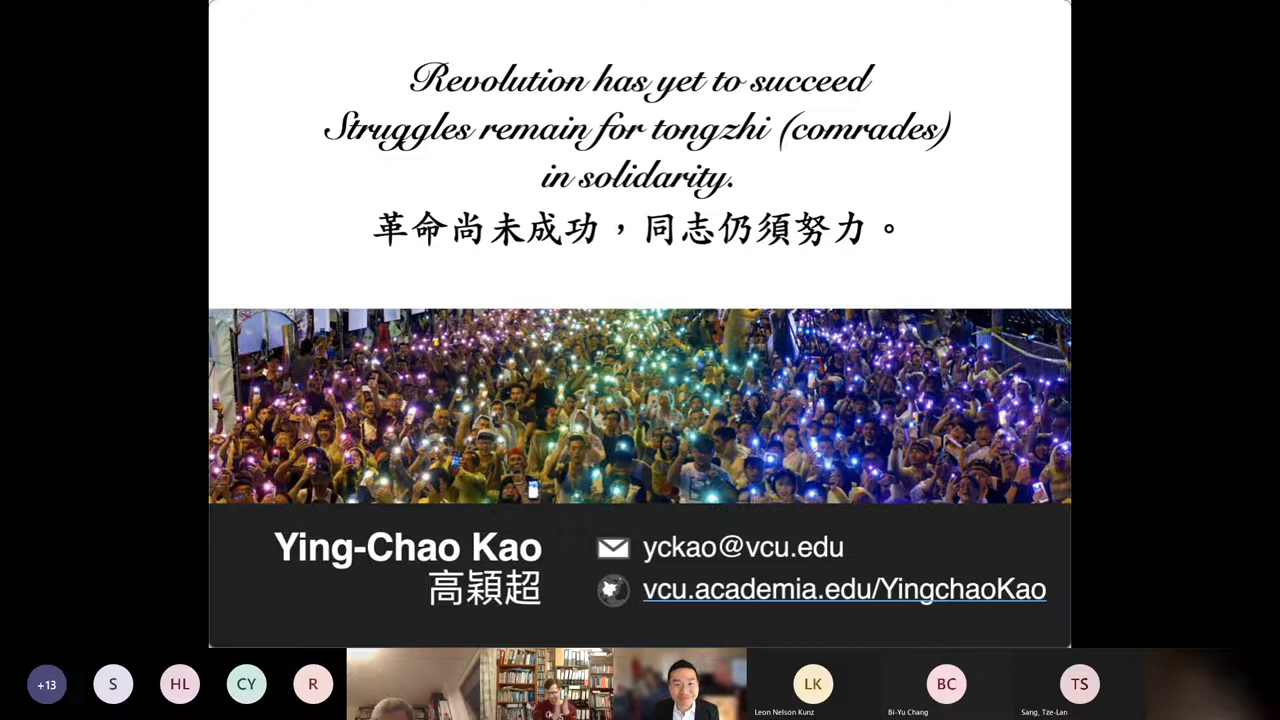 Revolution has yet to succeed
Struggles remain for tongzhi (comrades)
in solidarity.
革命尚未成功，同志仍須努力。
Ying-Chao Kao
高穎超
yckao@vcu.edu
vcu.academia.edu/YingchaoKao
+13
S
HL
CY
R
LK
BC
TS
Leon Nelson Kunz
Bi-Yu Chang
Sang, Tze-Lan